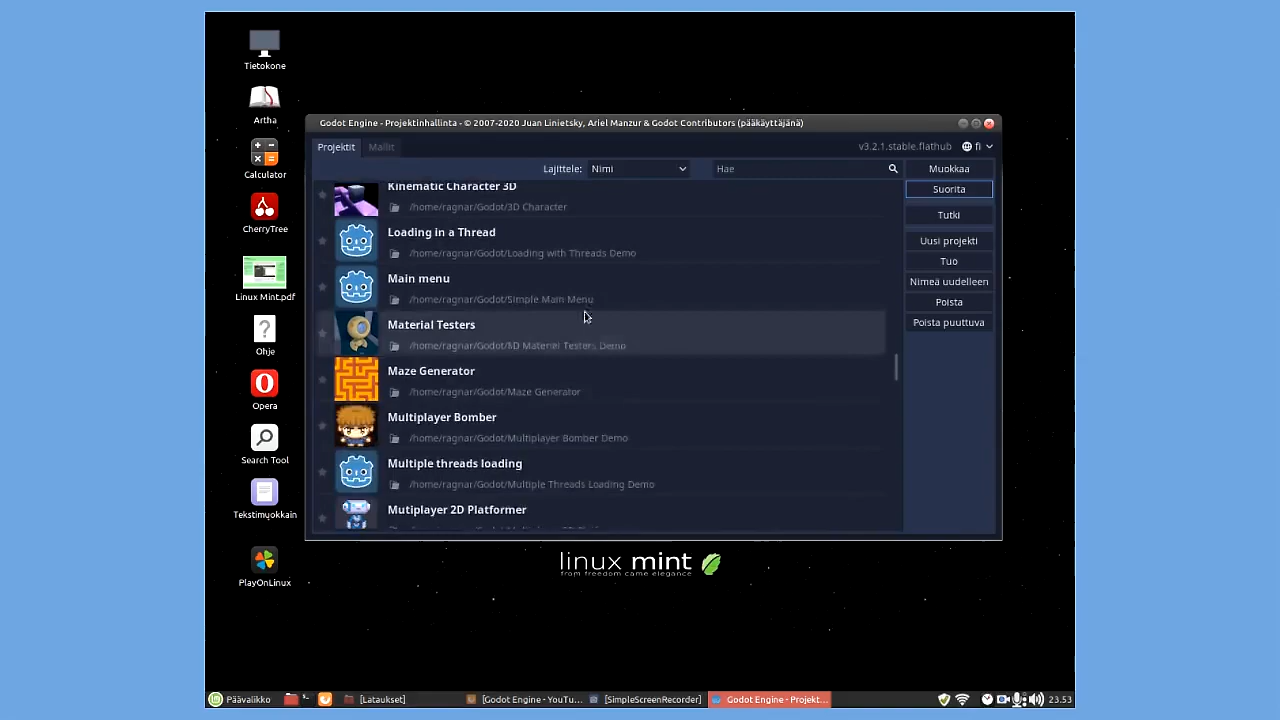 Tietokone
Artha
Calculator
CherryTree
Linux Mint.pdf
Ohje
Opera
Search Tool
Tekstimuokkain
PlayOnLinux
Godot Engine - Projektinhallinta - © 2007-2020 Juan Linietsky, Ariel Manzur & Godot Contributors (pääkäyttäjänä)
Projektit Mallit v3.2.1.stable.flathub fi
Lajittele: Nimi Hae
Kinematic Character 3D
/home/ragnar/Godot/3D Character
Loading in a Thread
/home/ragnar/Godot/Loading with Threads Demo
Main menu
/home/ragnar/Godot/Simple Main Menu
Material Testers
/home/ragnar/Godot/3D Material Testers Demo
Maze Generator
/home/ragnar/Godot/Maze Generator
Multiplayer Bomber
/home/ragnar/Godot/Multiplayer Bomber Demo
Multiple threads loading
/home/ragnar/Godot/Multiple Threads Loading Demo
Mutiplayer 2D Platformer
Muokkaa
Suorita
Tutki
Uusi projekti
Tuo
Nimeä uudelleen
Poista
Poista puuttuva
linux mint
from freedom came elegance
Päävalikko [Lataukset] [Godot Engine - YouTu... [SimpleScreenRecorder] Godot Engine - Projekt... 23.53